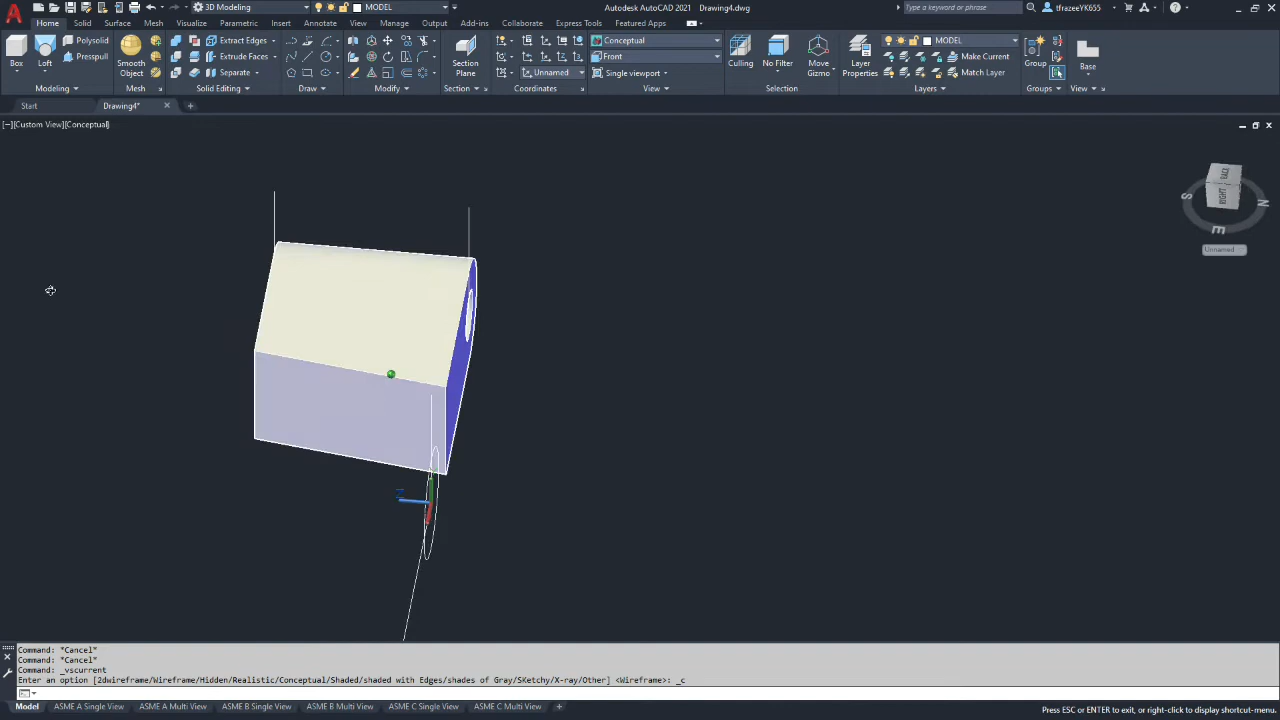 3D Modeling
MODEL
Autodesk AutoCAD 2021 Drawing4.dwg
Type a keyword or phrase
tfrazeeYK655
Home Solid Surface Mesh Visualize Parametric Insert Annotate View Manage Output Add-ins Collaborate Express Tools Featured Apps
Box
Loft
Polysolid
Presspull
Smooth
Object
Extrude Edges
Extrude Faces
Separate
Section
Plane
Unnamed
Conceptual
Front
Single viewport
Culling
No Filter
Move
Gizmo
Layer
Properties
MODEL
Make Current
Match Layer
Group
Base
Modeling
Mesh
Solid Editing
Draw
Modify
Section
Coordinates
View
Selection
Layers
Groups
View
Start
Drawing4*
[−][Custom View][Conceptual]
BACK
RIGHT
S
N
E
Unnamed
Command: *Cancel*
Command: *Cancel*
Command: _vscurrent
Enter an option [2dwireframe/Wireframe/Hidden/Realistic/Conceptual/Shaded/shaded with Edges/shades of Gray/SKetchy/X-ray/Other] <Wireframe>: _c
Model ASME A Single View ASME A Multi View ASME B Single View ASME B Multi View ASME C Single View ASME C Multi View
Press ESC or ENTER to exit, or right-click to display shortcut-menu.